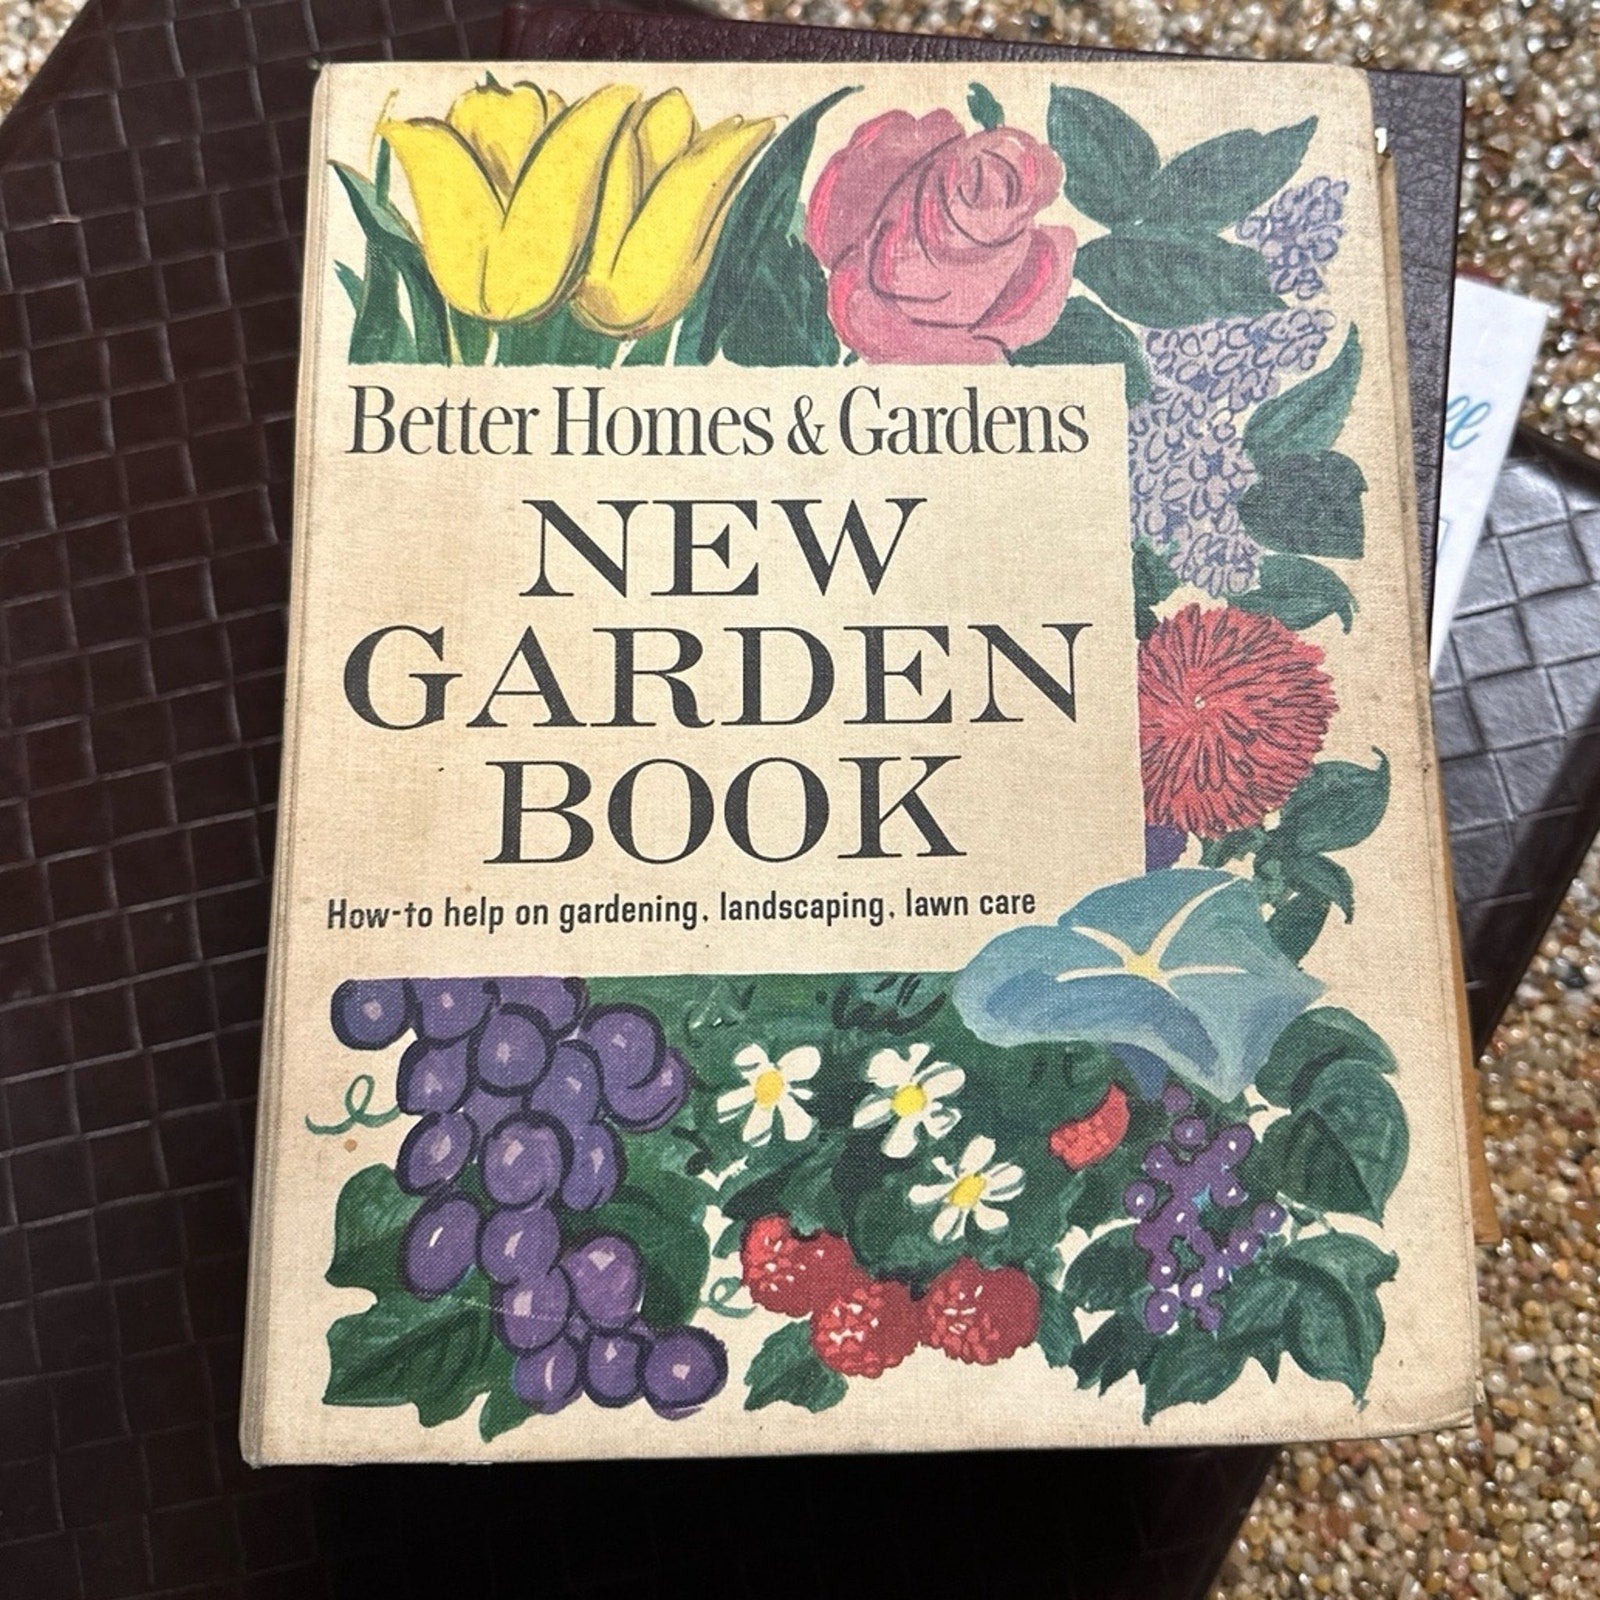 Better Homes & Gardens
NEW
GARDEN
BOOK
How-to help on gardening, landscaping, lawn care